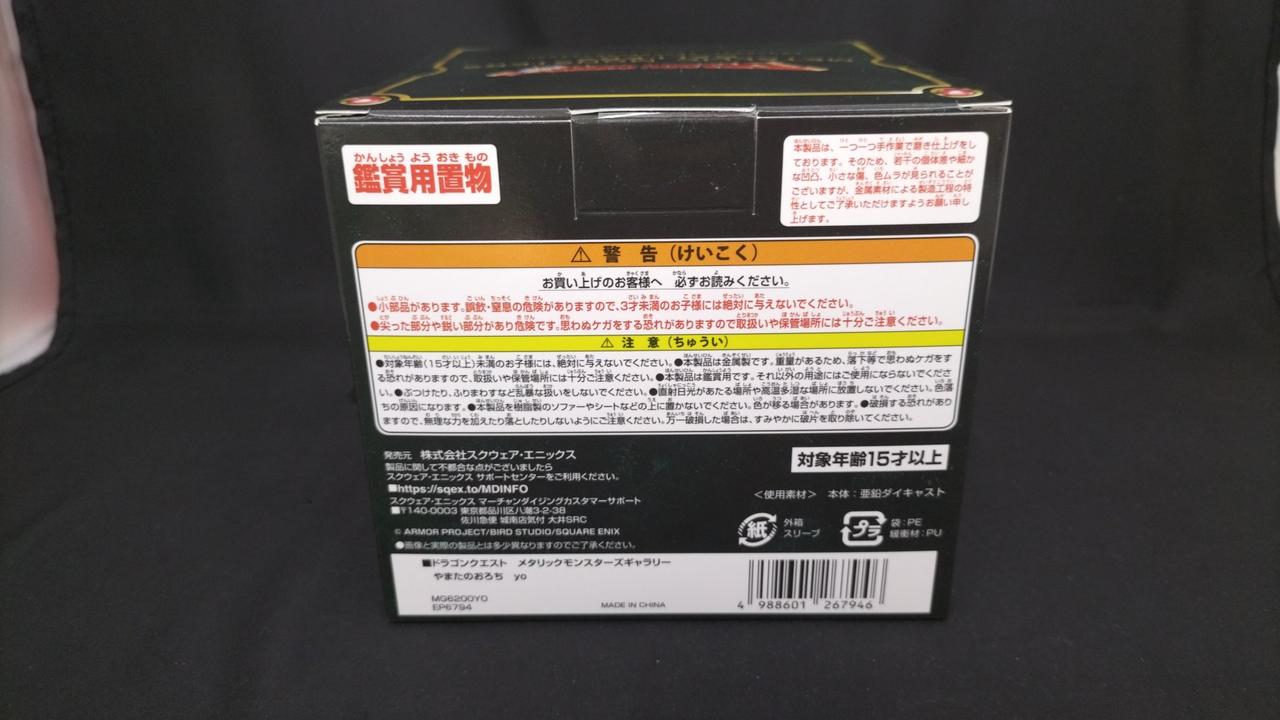 鑑賞用置物
本製品は、一つ一つ手作業で磨き仕上げをし
ております。そのため、若干の個体差や細か
な凹凸、小さな傷、色ムラが見られることが
ございますが、金属素材による製造工程の特
性としてご了承いただけますようお願い申し
上げます。
⚠ 警告(けいこく)
お買い上げのお客様へ 必ずお読みください。
●小部品があります。誤飲・窒息の危険がありますので、3才未満のお子様には絶対に与えないでください。
●尖った部分や鋭い部分があり危険です。思わぬケガをする恐れがありますので取扱いや保管場所には十分ご注意ください。
⚠ 注意(ちゅうい)
●対象年齢(15才以上)未満のお子様には、絶対に与えないでください。●本製品は金属製です。重量があるため、落下等で思わぬケガをす
る恐れがありますので、取扱いや保管場所には十分ご注意ください。●本製品は鑑賞用です。それ以外の用途にはご使用にならないでくださ
い。●ぶつけたり、ふりまわすなど乱暴な扱いをしないでください。●直射日光があたる場所や高温多湿な場所に放置しないでください。色落
ちの原因になります。●本製品を樹脂製のソファーやシートなどの上に置かないでください。色が移る場合があります。●破損する恐れがあり
ますので、無理な力を加えたり落としたりしないようにご注意ください。万一破損した場合は、すみやかに破片を取り除いてください。
発売元 株式会社スクウェア・エニックス
製品に関して不都合な点がございましたら
スクウェア・エニックス サポートセンターをご利用ください。
■https://sqex.to/MDINFO
スクウェア・エニックス マーチャンダイジングカスタマーサポート
■〒140-0003 東京都品川区八潮3-2-38
佐川急便 城南店気付 大井SRC
© ARMOR PROJECT/BIRD STUDIO/SQUARE ENIX
●画像と実際の製品とは多少異なりますのでご了承ください。
対象年齢15才以上
<使用素材> 本体:亜鉛ダイキャスト
紙 外箱
スリーブ
プラ 袋:PE
緩衝材:PU
■ドラゴンクエスト メタリックモンスターズギャラリー
やまたのおろち yo
MG6200YO
EP6794
MADE IN CHINA
4 988601 267946